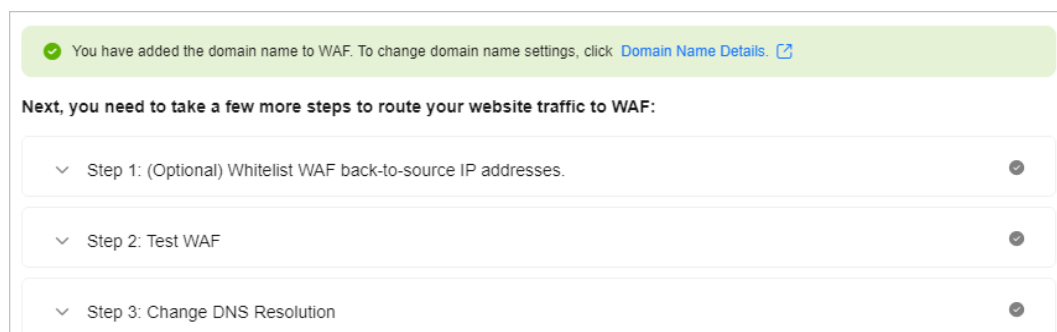 You have added the domain name to WAF. To change domain name settings, click Domain Name Details.
Next, you need to take a few more steps to route your website traffic to WAF:
Step 1: (Optional) Whitelist WAF back-to-source IP addresses.
Step 2: Test WAF
Step 3: Change DNS Resolution